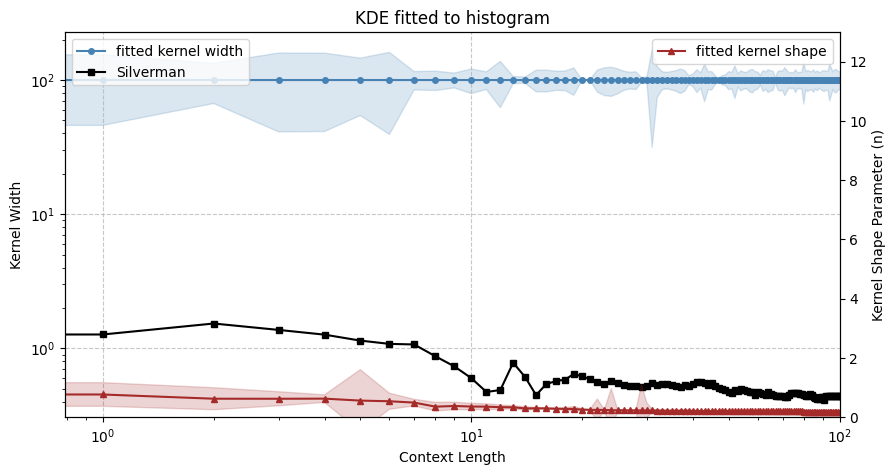 KDE fitted to histogram
fitted kernel width
Silverman
fitted kernel shape
Kernel Width
10²
10¹
10⁰
Kernel Shape Parameter (n)
12
10
8
6
4
2
0
10⁰
10¹
10²
Context Length